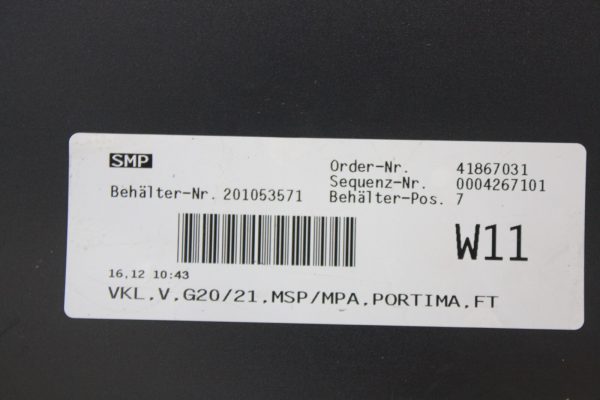 SMP
Order-Nr. 41867031
Sequenz-Nr. 0004267101
Behälter-Nr. 201053571 Behälter-Pos. 7
W11
16.12 10:43
VKL.V.G20/21.MSP/MPA.PORTIMA.FT